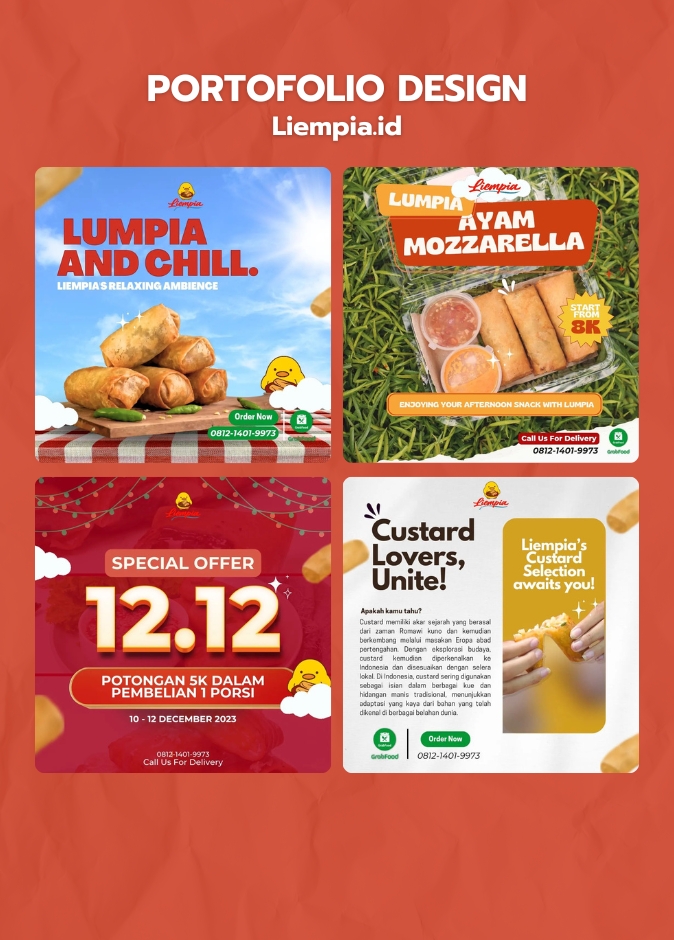 PORTOFOLIO DESIGN
Liempia.id
Liempia
LUMPIA
AND CHILL.
LIEMPIA'S RELAXING AMBIENCE
Order Now
0812-1401-9973
GrabFood
Liempia
LUMPIA
AYAM
MOZZARELLA
START
FROM
8K
ENJOYING YOUR AFTERNOON SNACK WITH LUMPIA
Call Us For Delivery
0812-1401-9973
GrabFood
Liempia
SPECIAL OFFER
12.12
POTONGAN 5K DALAM
PEMBELIAN 1 PORSI
10 - 12 DECEMBER 2023
0812-1401-9973
Call Us For Delivery
Liempia
Custard
Lovers,
Unite!
Apakah kamu tahu?
Custard memiliki akar sejarah yang berasal
dari zaman Romawi kuno dan kemudian
berkembang melalui masakan Eropa abad
pertengahan. Dengan eksplorasi budaya,
custard kemudian diperkenalkan ke
Indonesia dan disesuaikan dengan selera
lokal. Di Indonesia, custard sering digunakan
sebagai isian dalam berbagai kue dan
hidangan manis tradisional, menunjukkan
adaptasi yang kaya dari bahan yang telah
dikenal di berbagai belahan dunia.
Liempia's
Custard
Selection
awaits you!
GrabFood
Order Now
0812-1401-9973